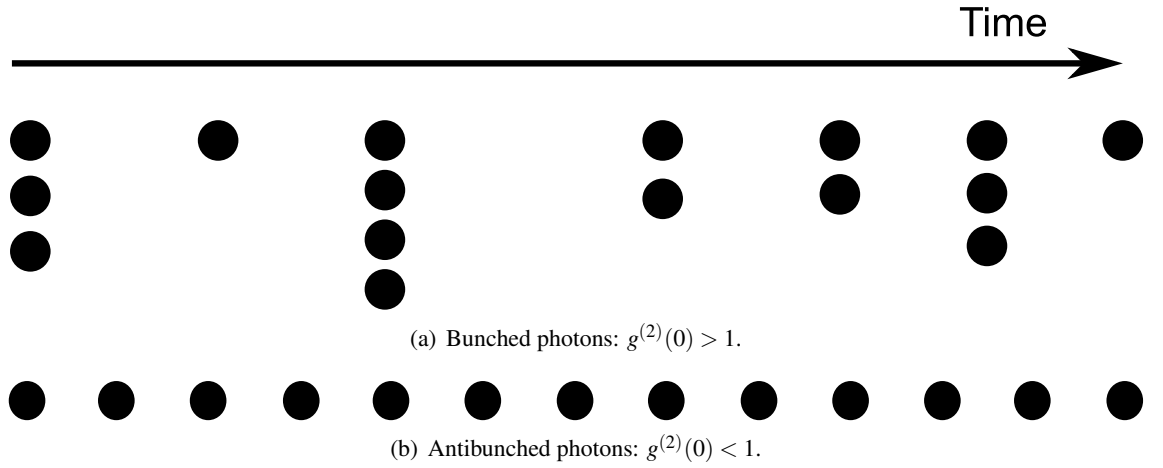 Time
(a) Bunched photons: g^{(2)}(0) > 1.
(b) Antibunched photons: g^{(2)}(0) < 1.